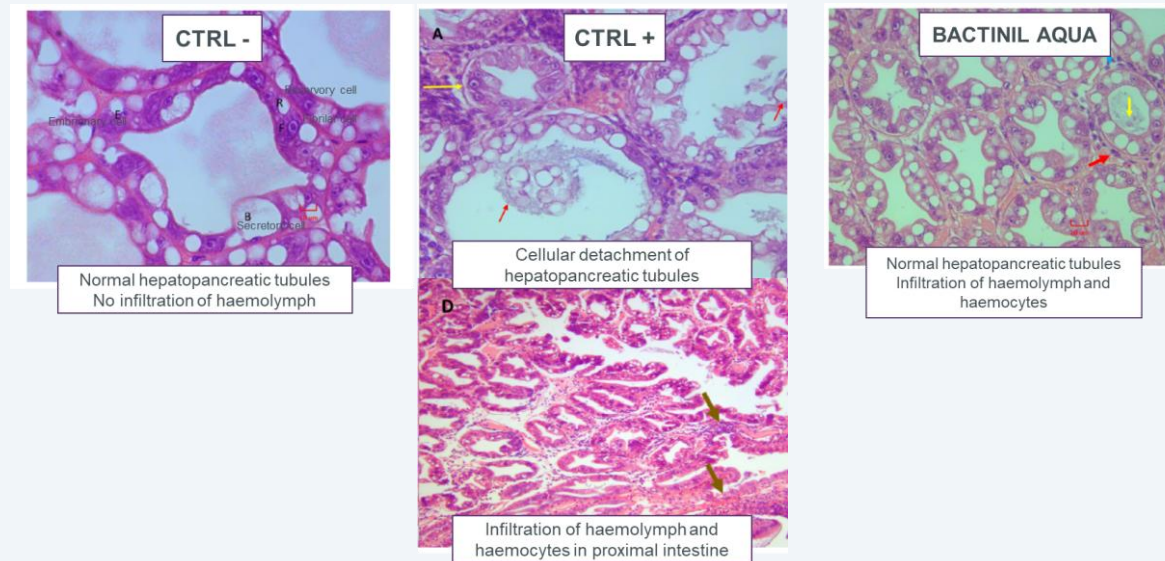 CTRL -
E
Embrionary cell
R
Reservory cell
F
Fibrilar cell
B
Secretory cell
Normal hepatopancreatic tubules
No infiltration of haemolymph
A
CTRL +
Cellular detachment of
hepatopancreatic tubules
D
Infiltration of haemolymph and
haemocytes in proximal intestine
BACTINIL AQUA
Normal hepatopancreatic tubules
Infiltration of haemolymph and
haemocytes